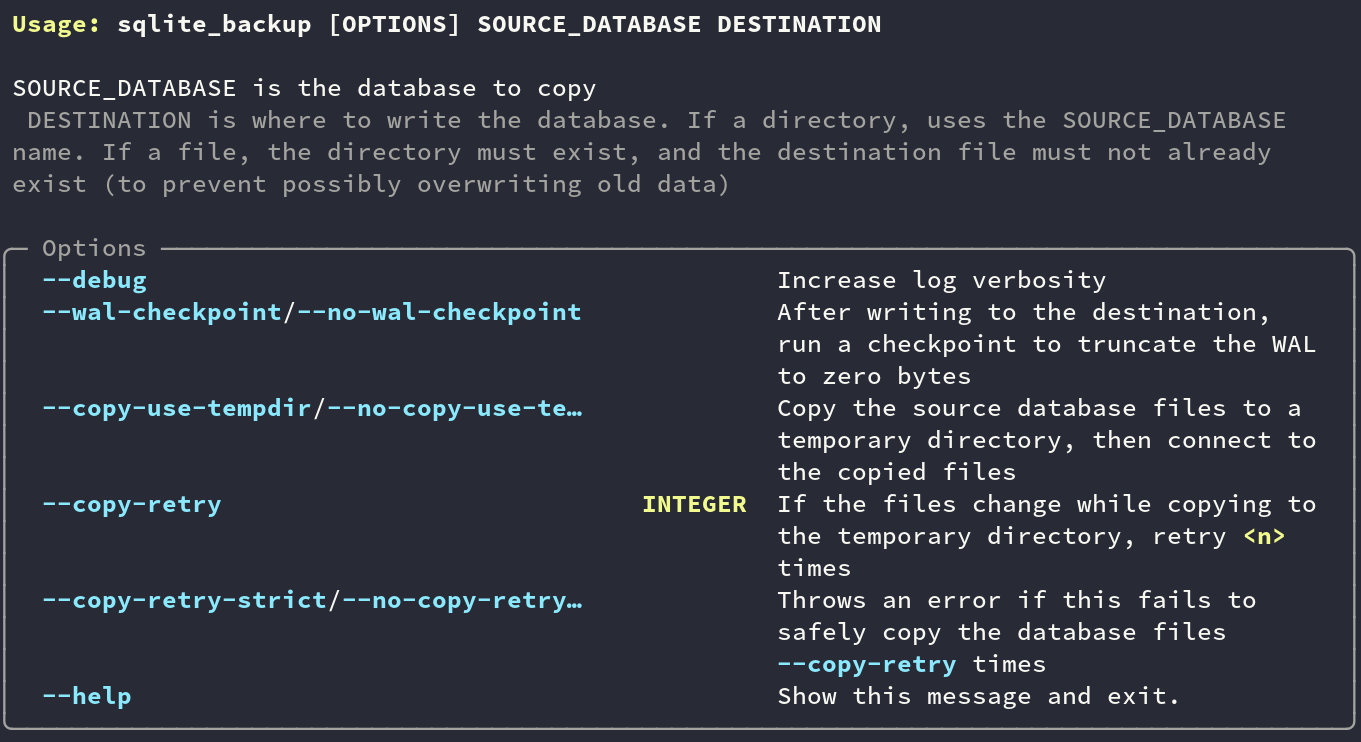 Usage: sqlite_backup [OPTIONS] SOURCE_DATABASE DESTINATION
SOURCE_DATABASE is the database to copy
DESTINATION is where to write the database. If a directory, uses the SOURCE_DATABASE
name. If a file, the directory must exist, and the destination file must not already
exist (to prevent possibly overwriting old data)
Options
--debug Increase log verbosity
--wal-checkpoint/--no-wal-checkpoint After writing to the destination,
run a checkpoint to truncate the WAL
to zero bytes
--copy-use-tempdir/--no-copy-use-te… Copy the source database files to a
temporary directory, then connect to
the copied files
--copy-retry INTEGER If the files change while copying to
the temporary directory, retry <n>
times
--copy-retry-strict/--no-copy-retry… Throws an error if this fails to
safely copy the database files
--copy-retry times
--help Show this message and exit.